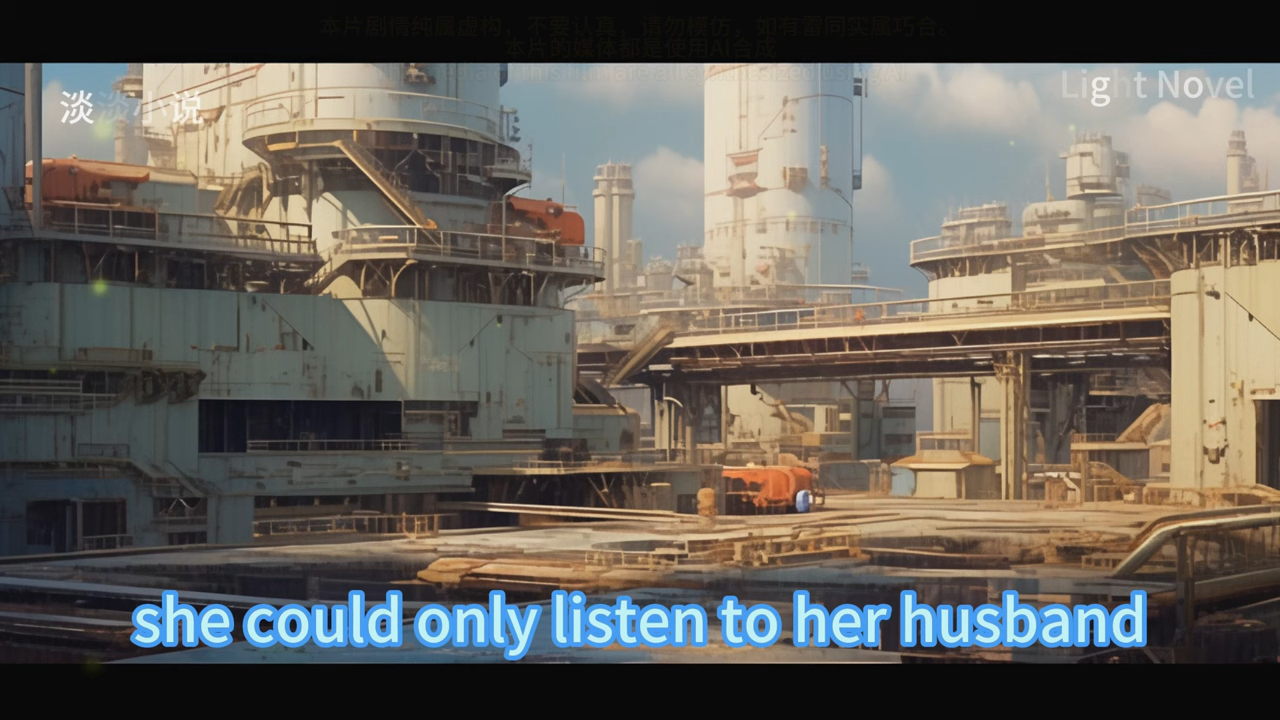 本片剧情纯属虚构，不要认真，请勿模仿，如有雷同实属巧合。
本片的媒体都是使用AI合成
淡淡小说
Light Novel
she could only listen to her husband